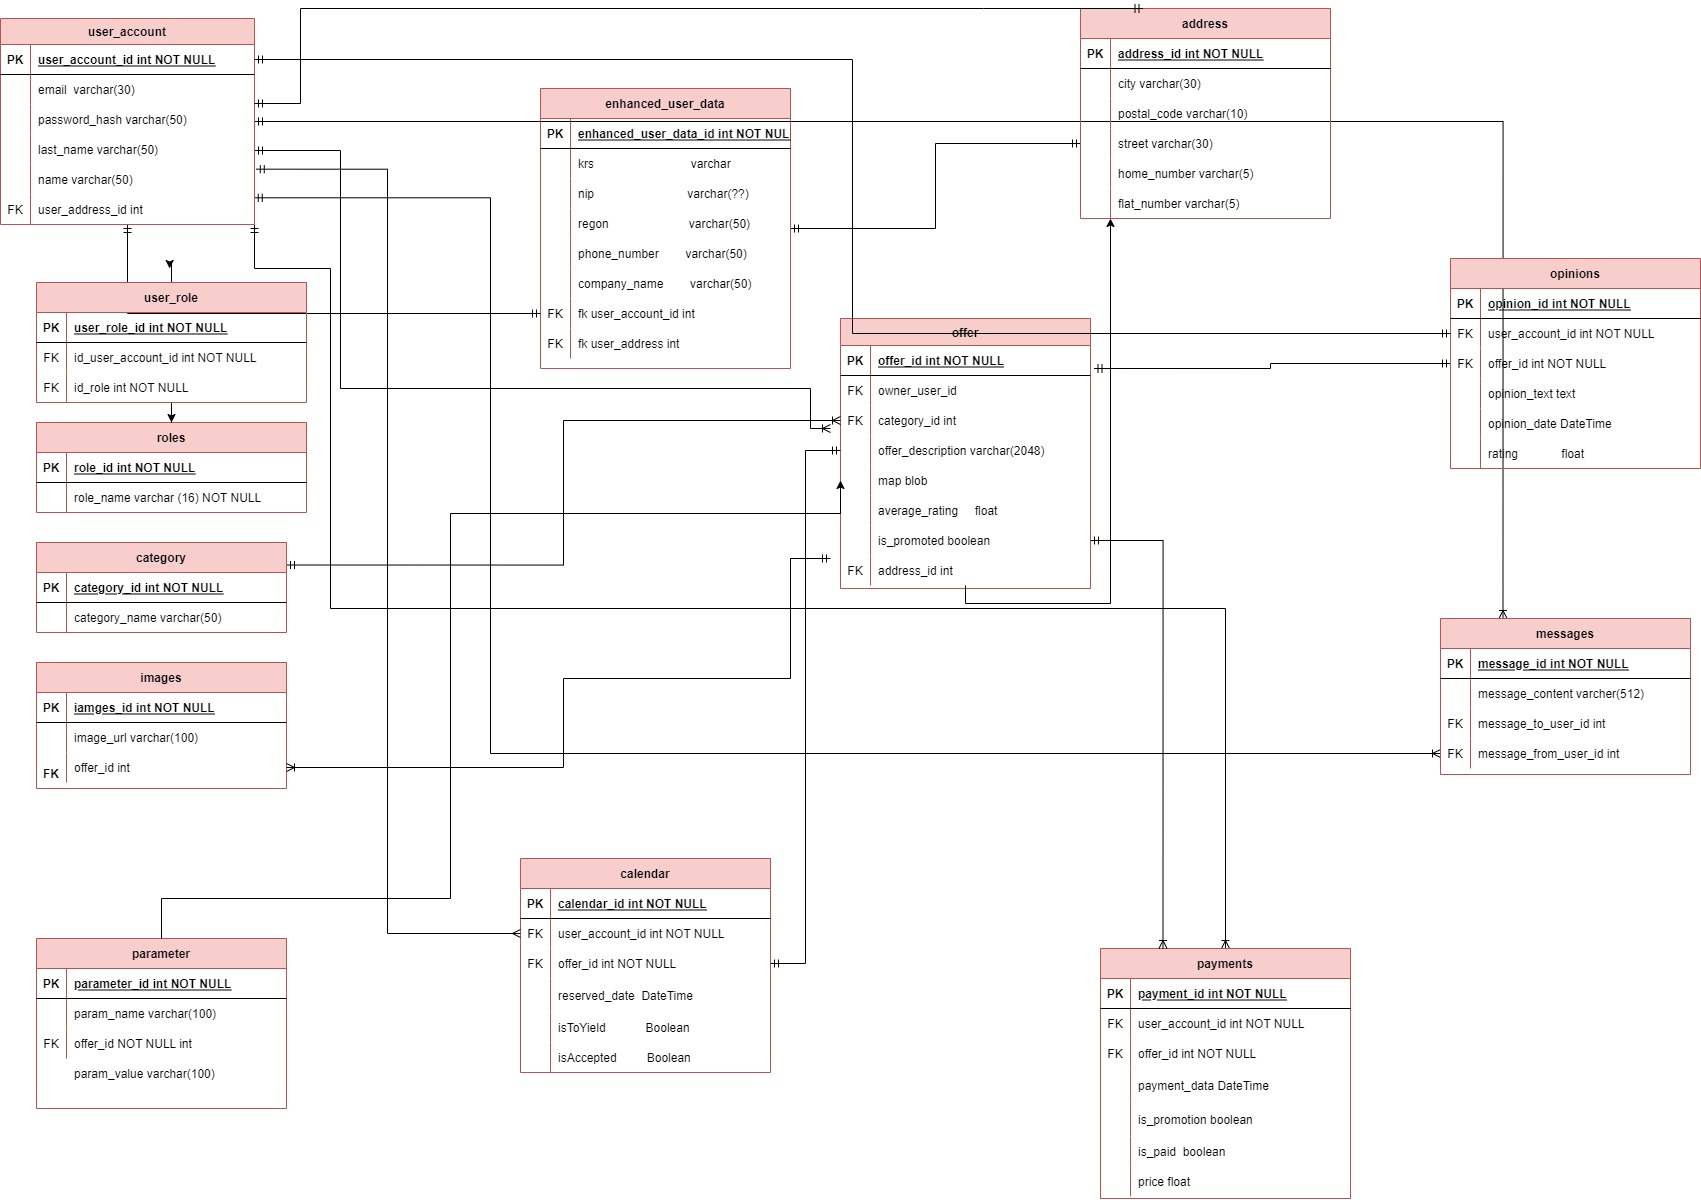 user_account
PK user_account_id int NOT NULL
email varchar(30)
password_hash varchar(50)
last_name varchar(50)
name varchar(50)
FK user_address_id int
address
PK address_id int NOT NULL
city varchar(30)
postal_code varchar(10)
street varchar(30)
home_number varchar(5)
flat_number varchar(5)
enhanced_user_data
PK enhanced_user_data_id int NOT NUL
krs varchar
nip varchar(??)
regon varchar(50)
phone_number varchar(50)
company_name varchar(50)
FK fk user_account_id int
FK fk user_address int
user_role
PK user_role_id int NOT NULL
FK id_user_account_id int NOT NULL
FK id_role int NOT NULL
offer
PK offer_id int NOT NULL
FK owner_user_id
FK category_id int
offer_description varchar(2048)
map blob
average_rating float
is_promoted boolean
FK address_id int
opinions
PK opinion_id int NOT NULL
FK user_account_id int NOT NULL
FK offer_id int NOT NULL
opinion_text text
opinion_date DateTime
rating float
roles
PK role_id int NOT NULL
role_name varchar (16) NOT NULL
category
PK category_id int NOT NULL
category_name varchar(50)
images
PK iamges_id int NOT NULL
image_url varchar(100)
FK offer_id int
messages
PK message_id int NOT NULL
message_content varcher(512)
FK message_to_user_id int
FK message_from_user_id int
calendar
PK calendar_id int NOT NULL
FK user_account_id int NOT NULL
FK offer_id int NOT NULL
reserved_date DateTime
isToYield Boolean
isAccepted Boolean
parameter
PK parameter_id int NOT NULL
param_name varchar(100)
FK offer_id NOT NULL int
param_value varchar(100)
payments
PK payment_id int NOT NULL
FK user_account_id int NOT NULL
FK offer_id int NOT NULL
payment_data DateTime
is_promotion boolean
is_paid boolean
price float